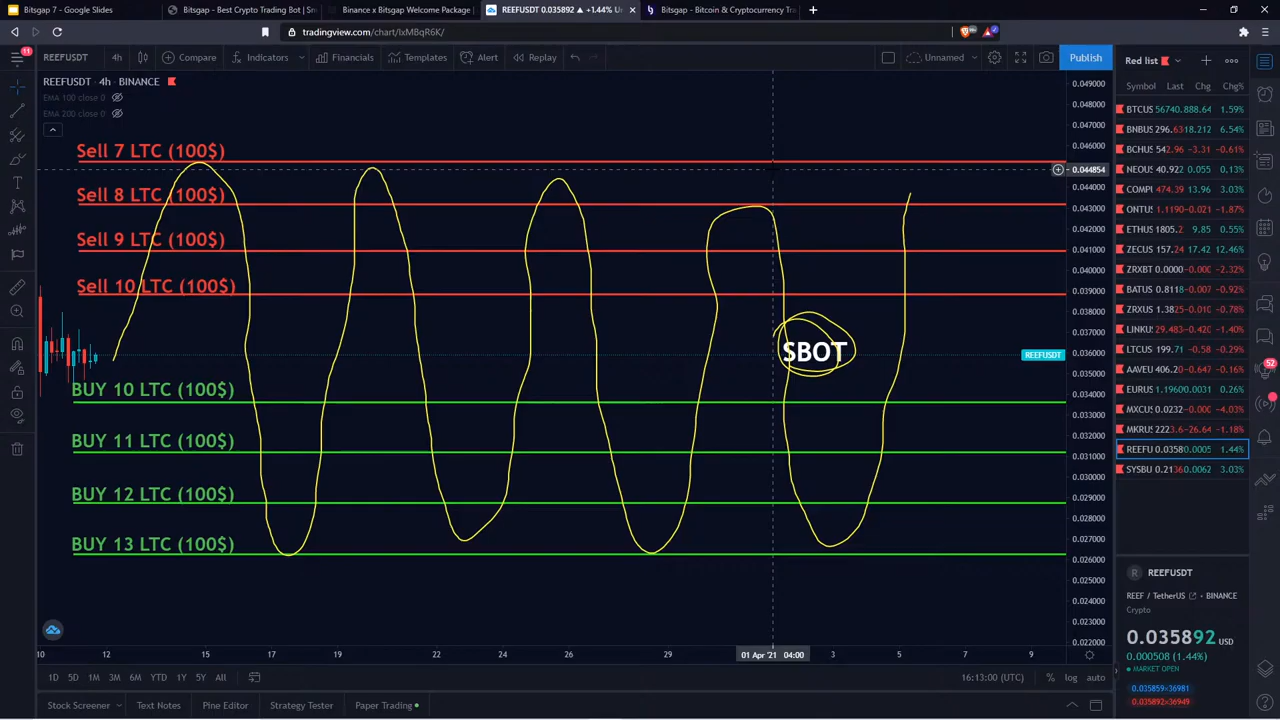 Bitsgap 7 - Google Slides
Bitsgap - Best Crypto Trading Bot | Sn
Binance x Bitsgap Welcome Package |
REEFUSDT 0.035892 ▲ +1.44% U
Bitsgap - Bitcoin & Cryptocurrency Tra
tradingview.com/chart/IxMBqR6K/
11
REEFUSDT
4h
Compare
Indicators
Financials
Templates
Alert
Replay
Unnamed
Publish
Red list
REEFUSDT · 4h · BINANCE
EMA 100 close 0
EMA 200 close 0
Sell 7 LTC (100$)
Sell 8 LTC (100$)
Sell 9 LTC (100$)
Sell 10 LTC (100$)
SBOT
BUY 10 LTC (100$)
BUY 11 LTC (100$)
BUY 12 LTC (100$)
BUY 13 LTC (100$)
0.049000
0.048000
0.047000
0.046000
0.044854
0.044000
0.043000
0.042000
0.041000
0.040000
0.039000
0.038000
0.037000
0.036000
REEFUSDT
0.035000
0.034000
0.033000
0.032000
0.031000
0.030000
0.029000
0.028000
0.027000
0.026000
0.025000
0.024000
0.023000
0.022000
10 12 15 17 19 22 24 26 29 01 Apr '21 04:00 3 5 7 9
Symbol Last Chg Chg%
BTCUS 56740.888.64 1.59%
BNBUS 296.6318.212 6.54%
BCHUS 542.96 -3.31 -0.61%
NEOUS 40.922 0.055 0.13%
COMPI 474.39 13.96 3.03%
ONTUS 1.1190-0.021 -1.87%
ETHUS 1805.2 9.85 0.55%
ZECUS 157.24 17.42 12.46%
ZRXBT 0.0000 -0.000 -2.32%
BATUS 0.8118-0.007 -0.92%
ZRXUS 1.3825-0.010 -0.78%
LINKUS 29.483-0.420 -1.40%
LTCUS 199.71 -0.58 -0.29%
AAVEU 406.20-0.647 -0.16%
EURUS 1.19600.0031 0.26%
MXCUS 0.0232-0.000 -4.03%
MKRUS 2223.6-26.64 -1.18%
REEFU 0.03580.0005 1.44%
SYSBU 0.21360.0062 3.03%
52
R
REEFUSDT
REEF / TetherUS · BINANCE
Crypto
0.035892 USD
0.000508 (1.44%)
MARKET OPEN
0.035859×36981
0.035892×36949
1D 5D 1M 3M 6M YTD 1Y 5Y All
16:13:00 (UTC) % log auto
Stock Screener Text Notes Pine Editor Strategy Tester Paper Trading